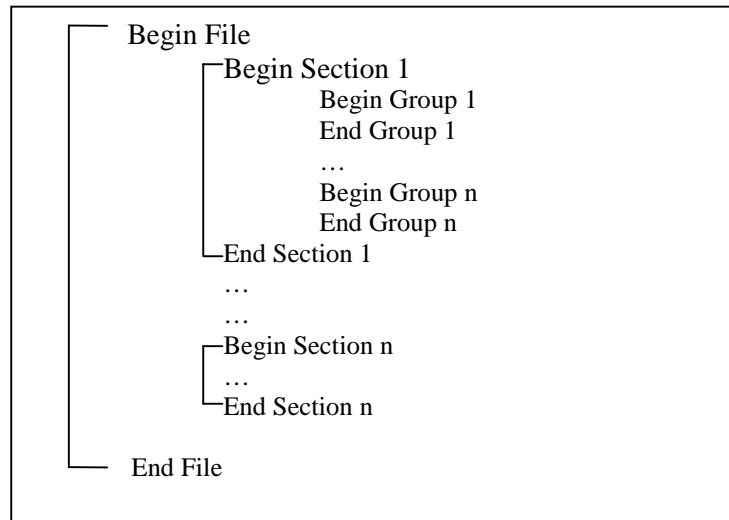 Begin File
Begin Section 1
Begin Group 1
End Group 1
…
Begin Group n
End Group n
End Section 1
…
…
Begin Section n
…
End Section n
End File